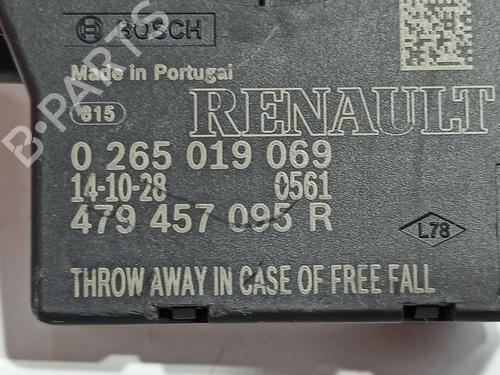 BOSCH
Made in Portugal
815
RENAULT
0 265 019 069
14-10-28 0561
479 457 095 R
L78
THROW AWAY IN CASE OF FREE FALL
B-PARTS